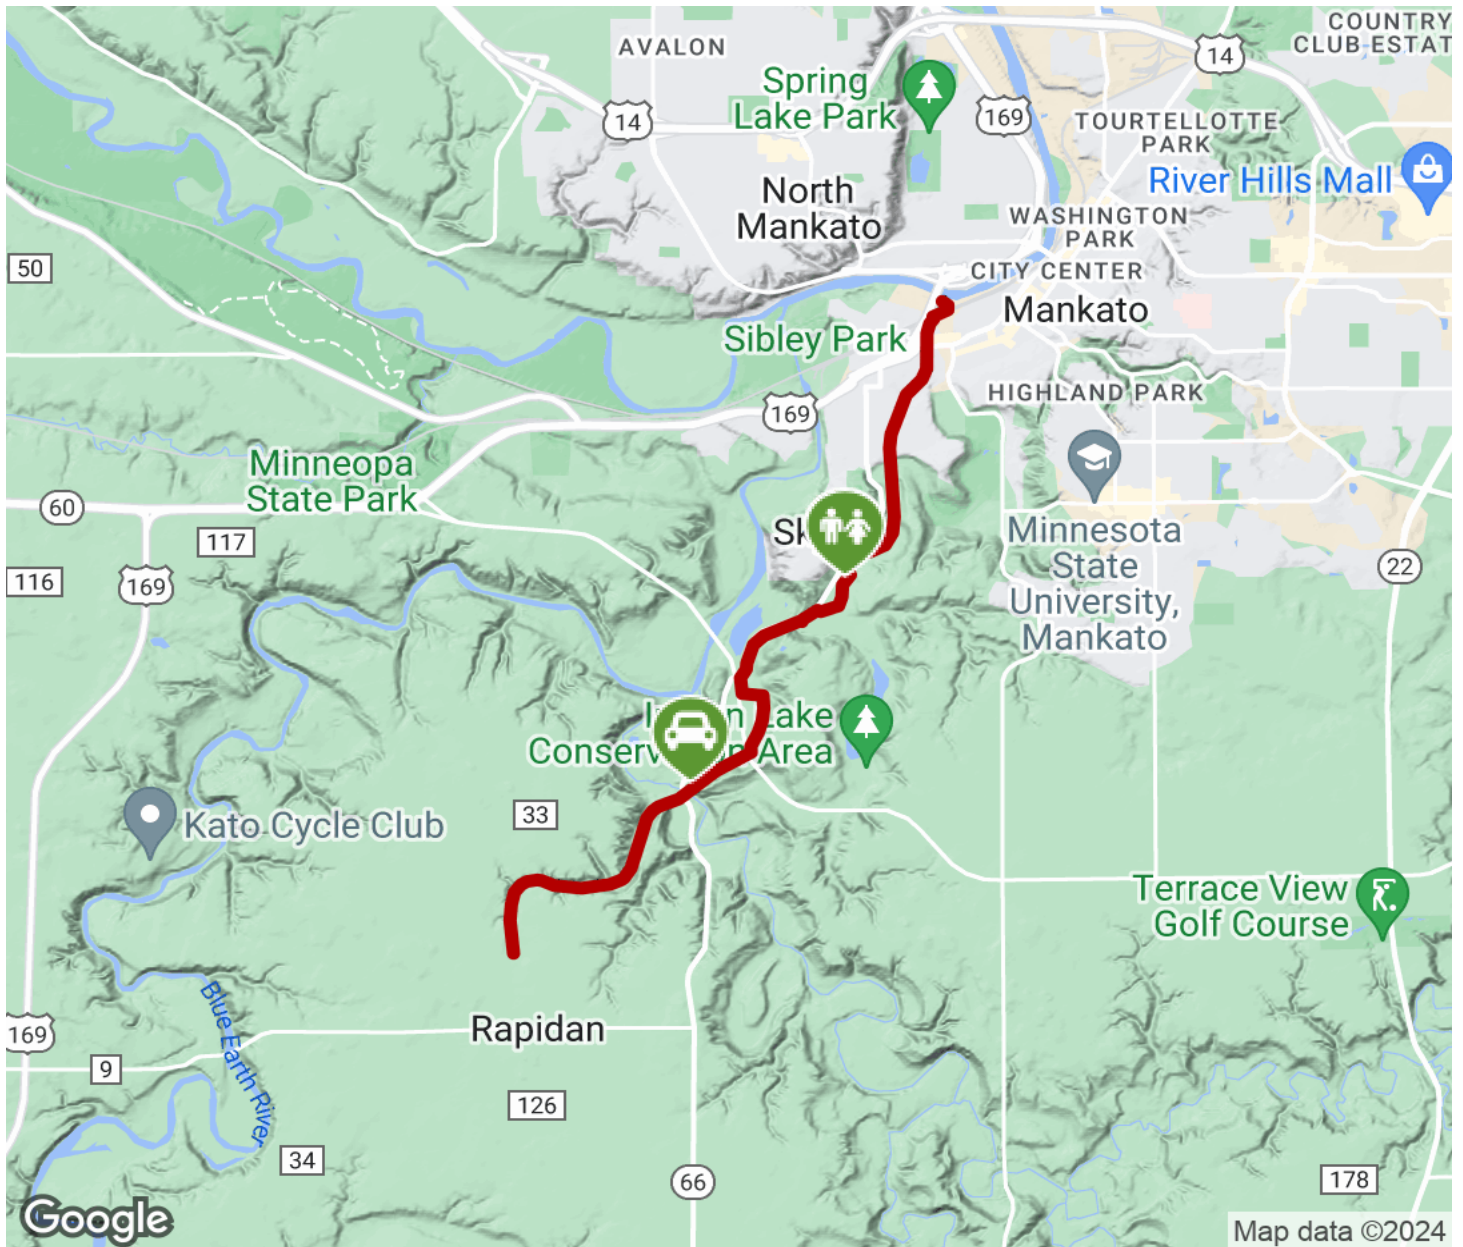 COUNTRY
CLUB ESTAT
AVALON
14
Spring
Lake Park
14
169
TOURTELLOTTE
PARK
River Hills Mall
North
Mankato
WASHINGTON
PARK
50
CITY CENTER
Mankato
Sibley Park
HIGHLAND PARK
169
Minneopa
State Park
60
Sk
117
Minnesota
State
University,
Mankato
116
169
22
Lake
Conserv
n Area
33
Kato Cycle Club
Terrace View
Golf Course
Blue Earth River
169
Rapidan
9
126
34
66
178
Google
Map data ©2024